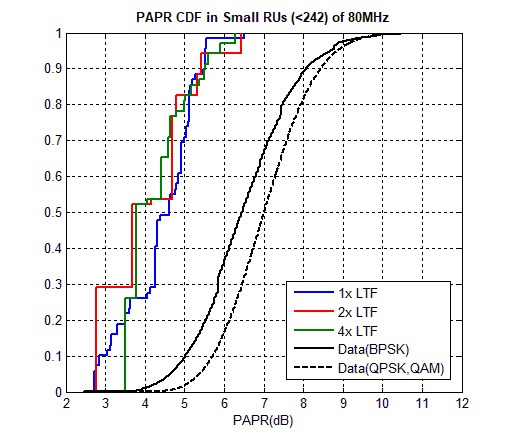 PAPR CDF in Small RUs (<242) of 80MHz
1
0.9
0.8
0.7
0.6
0.5
0.4
0.3
0.2
0.1
0
2 3 4 5 6 7 8 9 10 11 12
PAPR(dB)
1x LTF
2x LTF
4x LTF
Data(BPSK)
Data(QPSK,QAM)